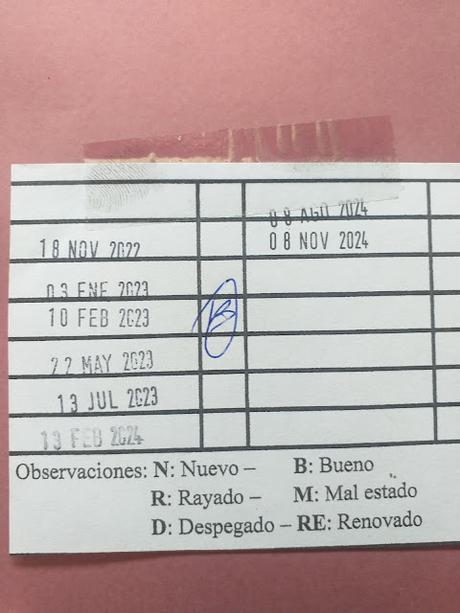 08 AGO 2024
18 NOV 2022 08 NOV 2024
03 ENE 2023
10 FEB 2023 B
22 MAY 2023
13 JUL 2023
13 FEB 2024
Observaciones: N: Nuevo – B: Bueno
R: Rayado – M: Mal estado
D: Despegado – RE: Renovado